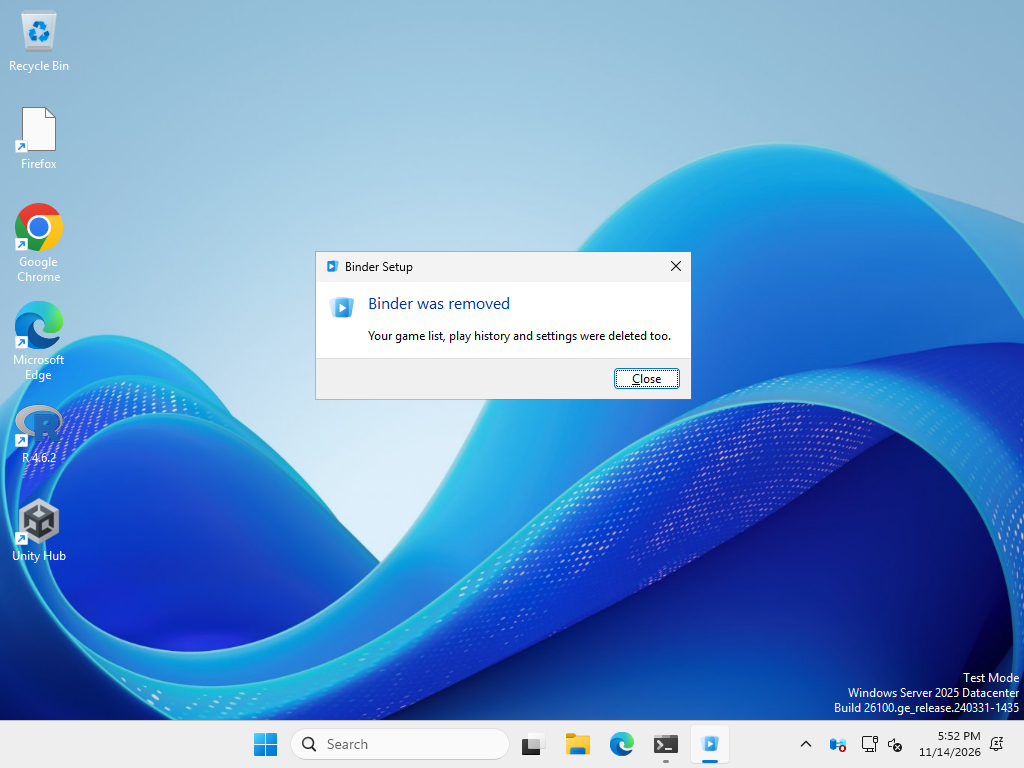 Recycle Bin
Firefox
Google
Chrome
Microsoft
Edge
R 4.6.2
Unity Hub
Binder Setup
Binder was removed
Your game list, play history and settings were deleted too.
Close
Test Mode
Windows Server 2025 Datacenter
Build 26100.ge_release.240331-1435
Search
5:52 PM
11/14/2026